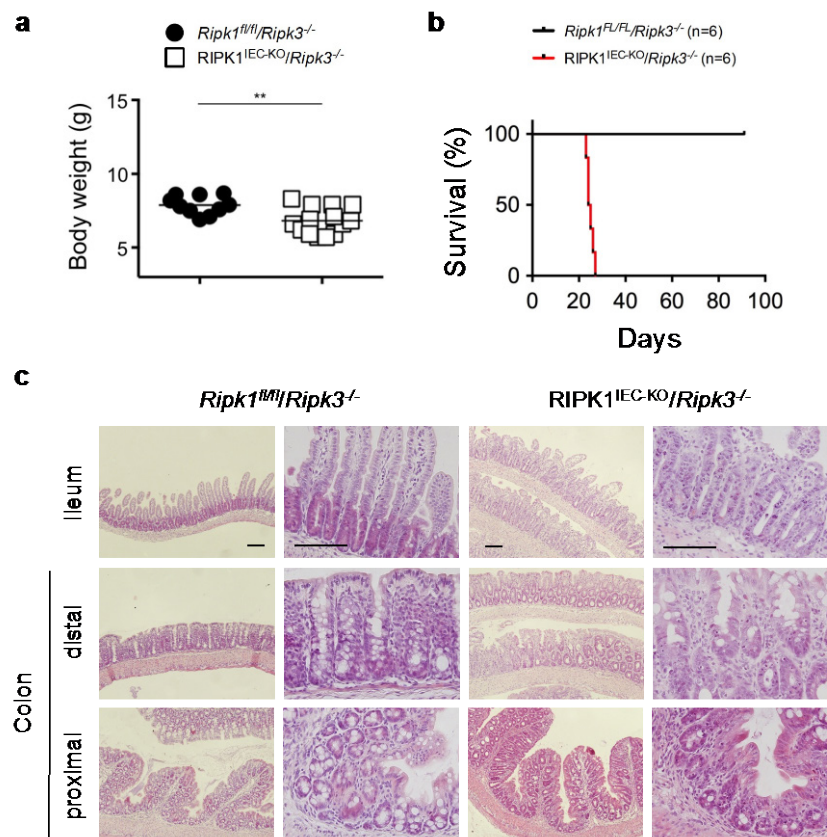 a
Ripk1fl/fl/Ripk3-/-
RIPK1IEC-KO/Ripk3-/-
**
Body weight (g)
15
10
5
b
Ripk1FL/FL/Ripk3-/- (n=6)
RIPK1IEC-KO/Ripk3-/- (n=6)
Survival (%)
100
50
0
0 20 40 60 80 100
Days
c
Ripk1fl/fl/Ripk3-/- RIPK1IEC-KO/Ripk3-/-
Ileum
Colon
distal
proximal